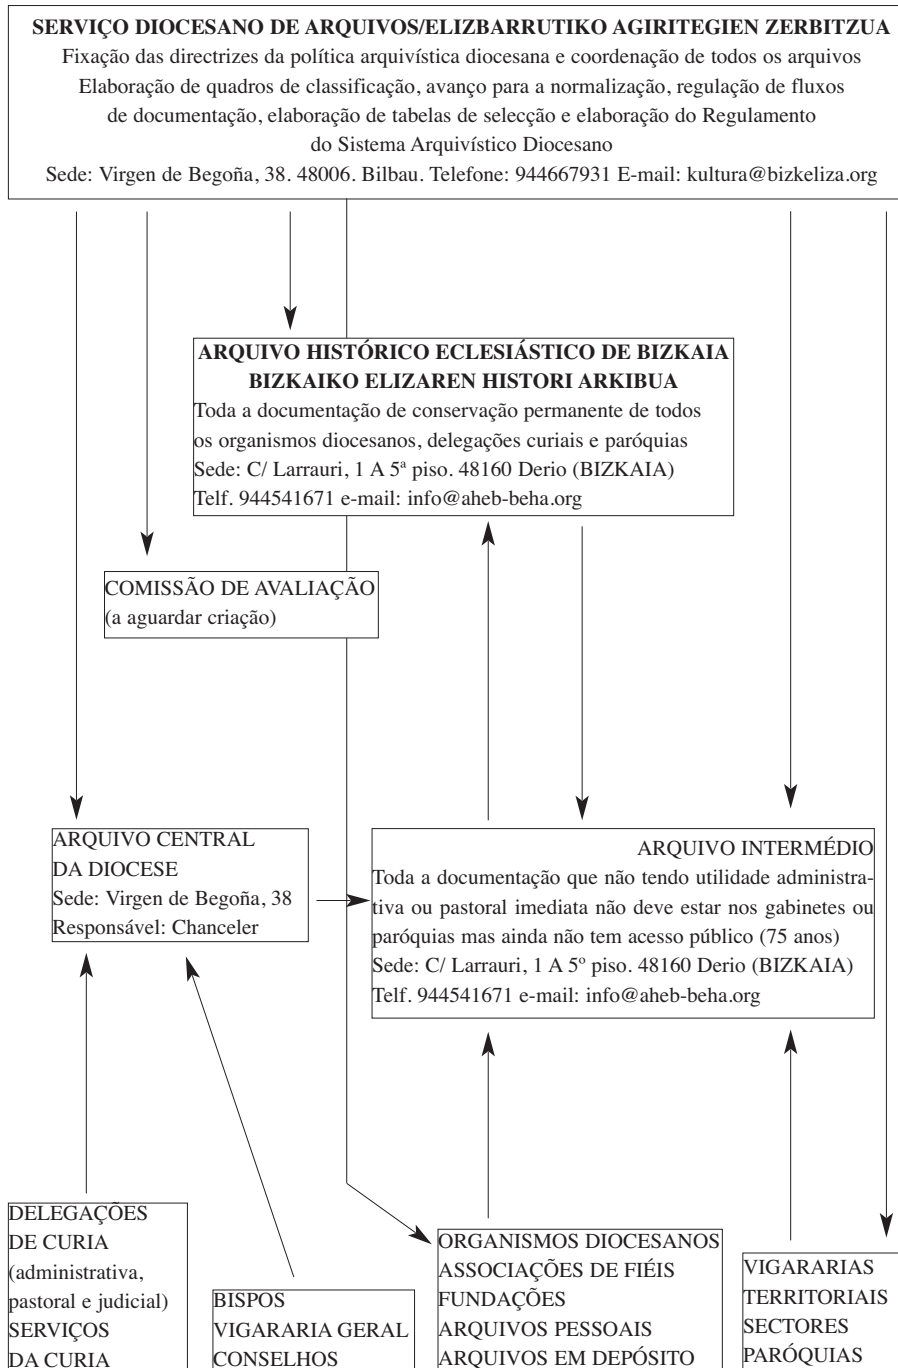 SERVIÇO DIOCESANO DE ARQUIVOS/ELIZBARRUTIKO AGIRITEGIEN ZERBITZUA
Fixação das directrizes da política arquivística diocesana e coordenação de todos os arquivos
Elaboração de quadros de classificação, avanço para a normalização, regulação de fluxos
de documentação, elaboração de tabelas de selecção e elaboração do Regulamento
do Sistema Arquivístico Diocesano
Sede: Virgen de Begoña, 38. 48006. Bilbau. Telefone: 944667931 E-mail: kultura@bizkeliza.org
ARQUIVO HISTÓRICO ECLESIÁSTICO DE BIZKAIA
BIZKAIKO ELIZAREN HISTORI ARKIBUA
Toda a documentação de conservação permanente de todos
os organismos diocesanos, delegações curiais e paróquias
Sede: C/ Larrauri, 1 A 5ª piso. 48160 Derio (BIZKAIA)
Telf. 944541671 e-mail: info@aheb-beha.org
COMISSÃO DE AVALIAÇÃO
(a aguardar criação)
ARQUIVO CENTRAL
DA DIOCESE
Sede: Virgen de Begoña, 38
Responsável: Chanceler
ARQUIVO INTERMÉDIO
Toda a documentação que não tendo utilidade administra-
tiva ou pastoral imediata não deve estar nos gabinetes ou
paróquias mas ainda não tem acesso público (75 anos)
Sede: C/ Larrauri, 1 A 5º piso. 48160 Derio (BIZKAIA)
Telf. 944541671 e-mail: info@aheb-beha.org
DELEGAÇÕES
DE CURIA
(administrativa,
pastoral e judicial)
SERVIÇOS
DA CURIA
BISPOS
VIGARARIA GERAL
CONSELHOS
ORGANISMOS DIOCESANOS
ASSOCIAÇÕES DE FIÉIS
FUNDAÇÕES
ARQUIVOS PESSOAIS
ARQUIVOS EM DEPÓSITO
VIGARARIAS
TERRITORIAIS
SECTORES
PARÓQUIAS